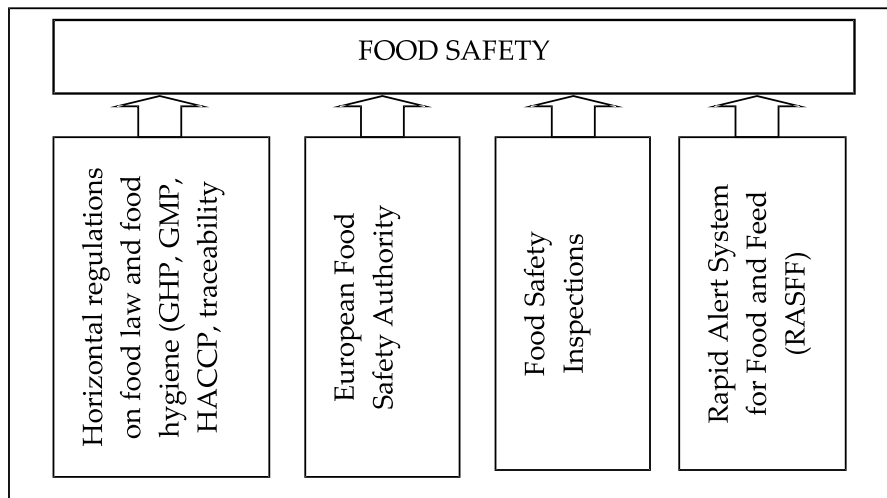 FOOD SAFETY
Horizontal regulations
on food law and food
hygiene (GHP, GMP,
HACCP, traceability
European Food
Safety Authority
Food Safety
Inspections
Rapid Alert System
for Food and Feed
(RASFF)